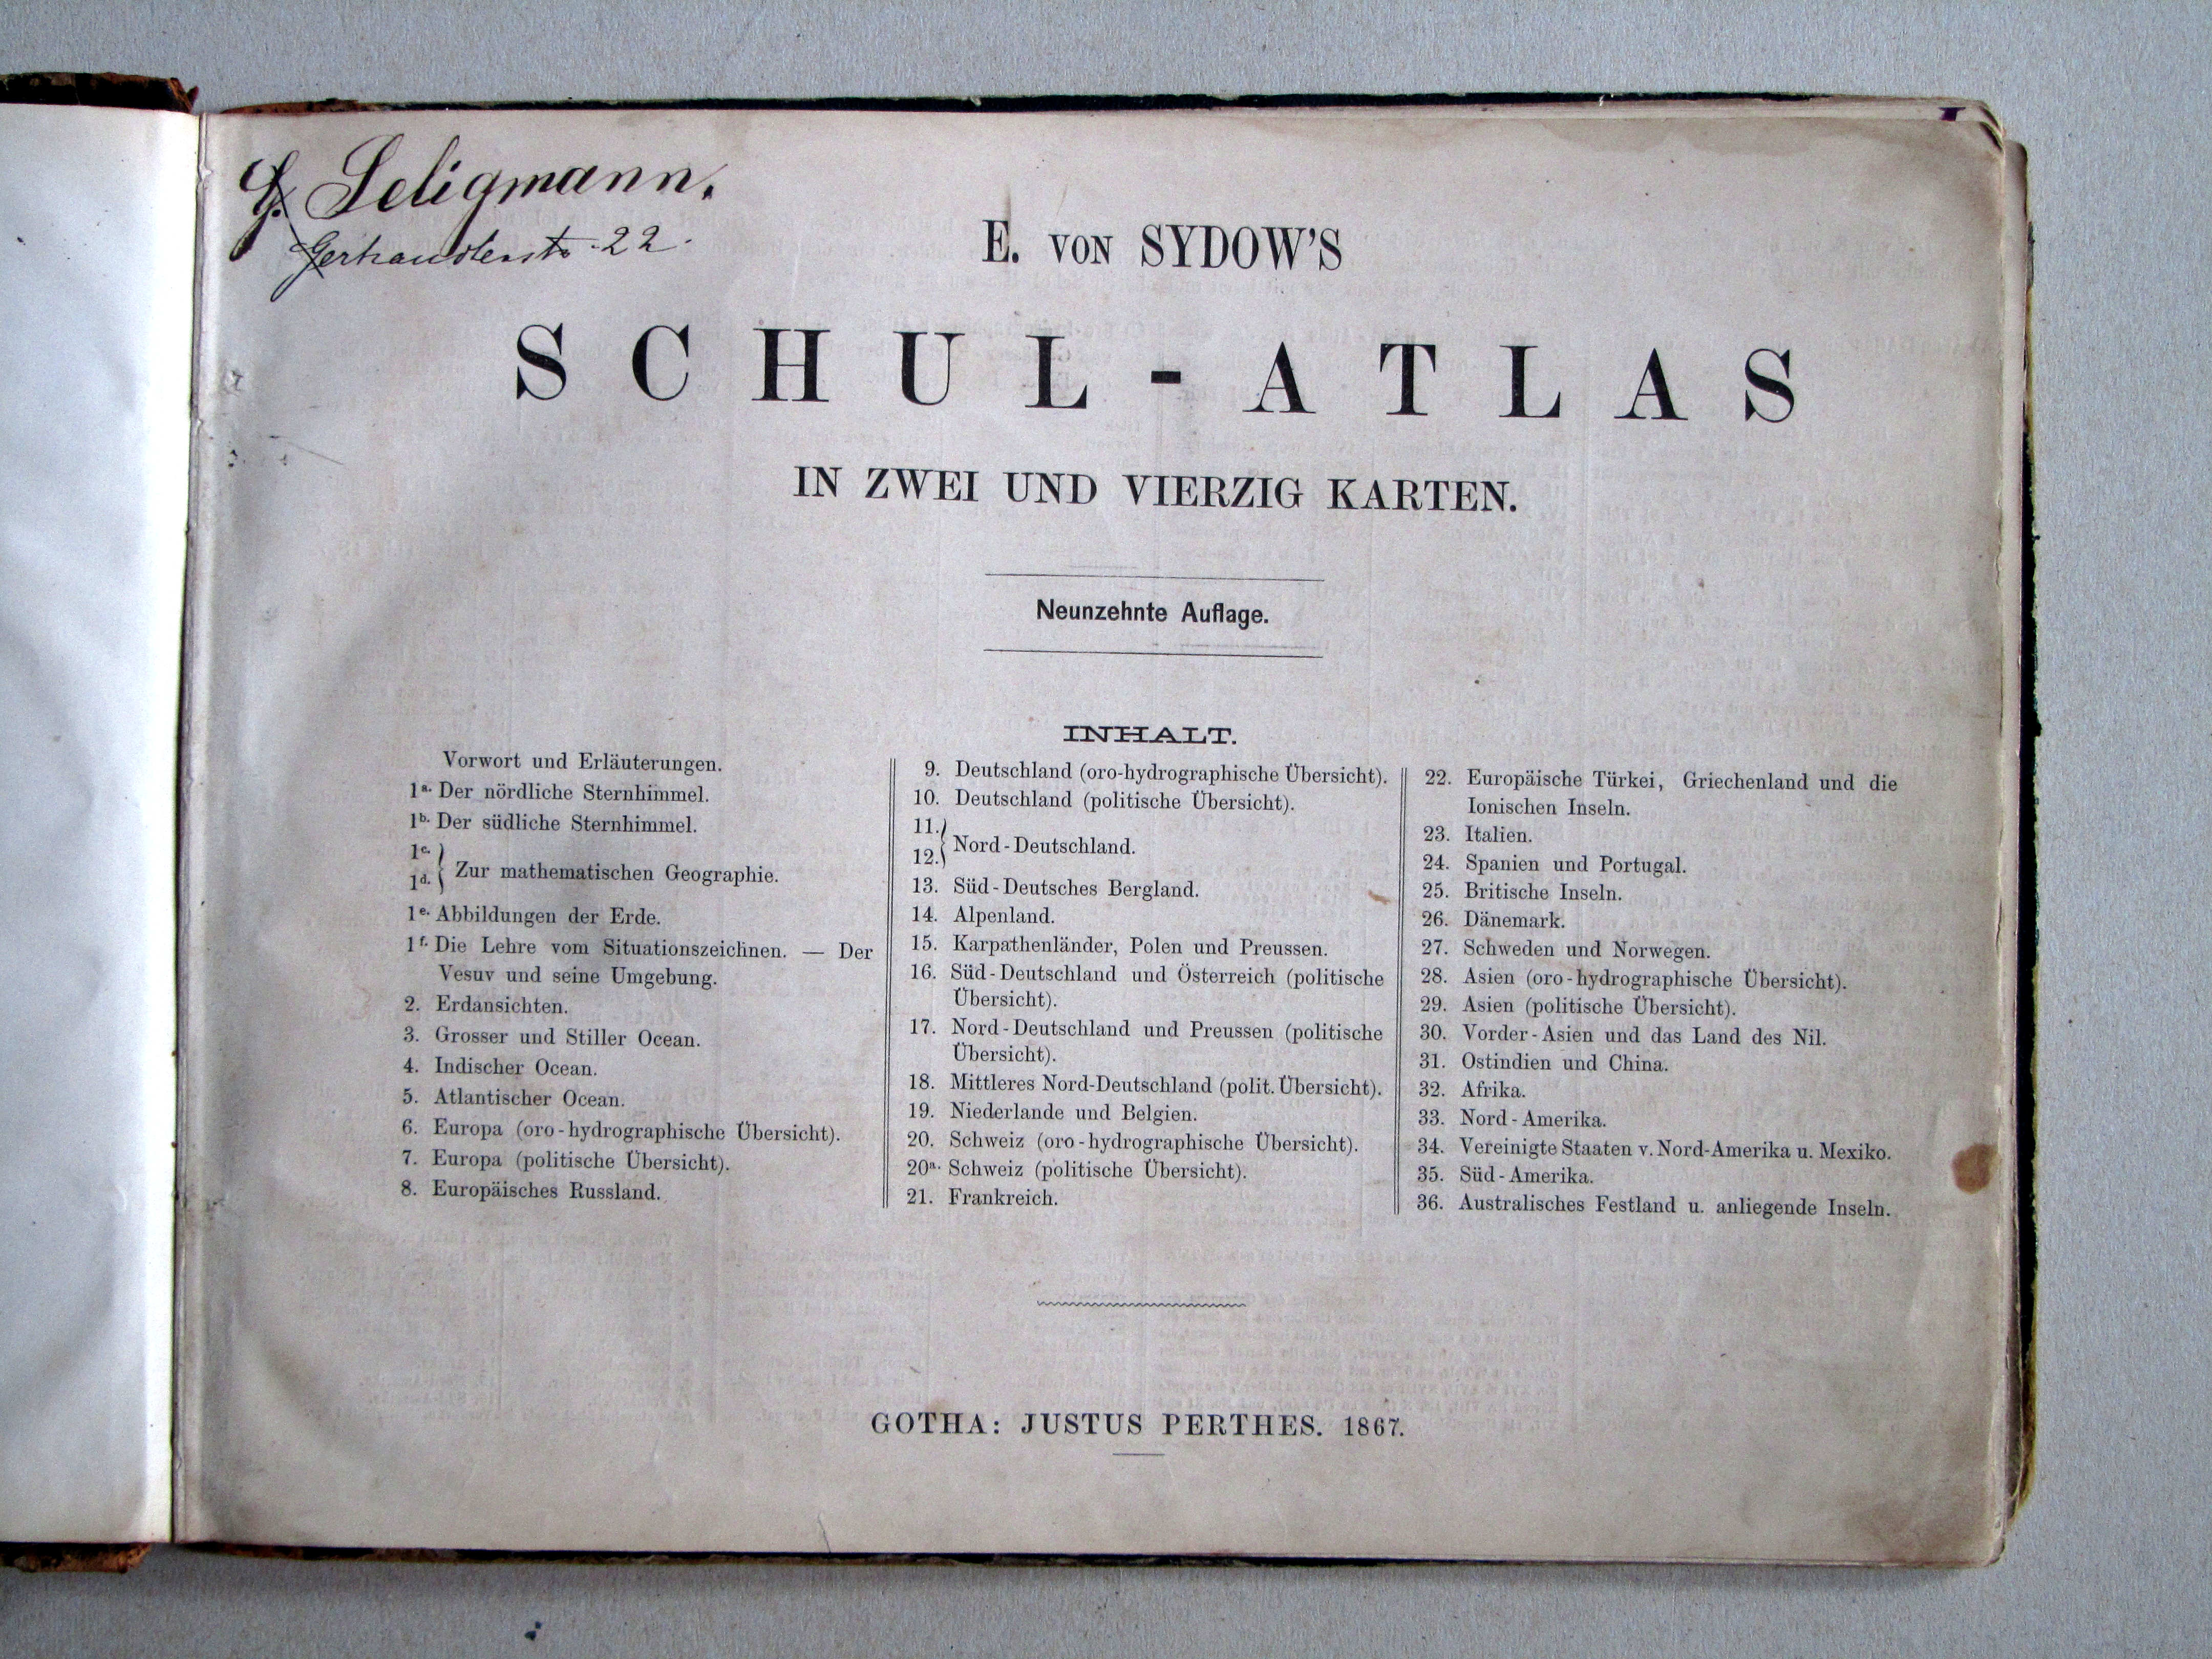 Seligmann.
22.
E. VON SYDOW'S
SCHUL-ATLAS
IN ZWEI UND VIERZIG KARTEN.
Neunzehnte Auflage.
INHALT.
Vorwort und Erläuterungen.
1a. Der nördliche Sternhimmel.
1b. Der südliche Sternhimmel.
1c.
1d. } Zur mathematischen Geographie.
1e. Abbildungen der Erde.
1f. Die Lehre vom Situationszeichnen. — Der
Vesuv und seine Umgebung.
2. Erdansichten.
3. Grosser und Stiller Ocean.
4. Indischer Ocean.
5. Atlantischer Ocean.
6. Europa (oro-hydrographische Übersicht).
7. Europa (politische Übersicht).
8. Europäisches Russland.
9. Deutschland (oro-hydrographische Übersicht).
10. Deutschland (politische Übersicht).
11.
12. } Nord-Deutschland.
13. Süd-Deutsches Bergland.
14. Alpenland.
15. Karpathenländer, Polen und Preussen.
16. Süd-Deutschland und Österreich (politische
Übersicht).
17. Nord-Deutschland und Preussen (politische
Übersicht).
18. Mittleres Nord-Deutschland (polit. Übersicht).
19. Niederlande und Belgien.
20. Schweiz (oro-hydrographische Übersicht).
20a. Schweiz (politische Übersicht).
21. Frankreich.
22. Europäische Türkei, Griechenland und die
Ionischen Inseln.
23. Italien.
24. Spanien und Portugal.
25. Britische Inseln.
26. Dänemark.
27. Schweden und Norwegen.
28. Asien (oro-hydrographische Übersicht).
29. Asien (politische Übersicht).
30. Vorder-Asien und das Land des Nil.
31. Ostindien und China.
32. Afrika.
33. Nord-Amerika.
34. Vereinigte Staaten v. Nord-Amerika u. Mexiko.
35. Süd-Amerika.
36. Australisches Festland u. anliegende Inseln.
GOTHA: JUSTUS PERTHES. 1867.